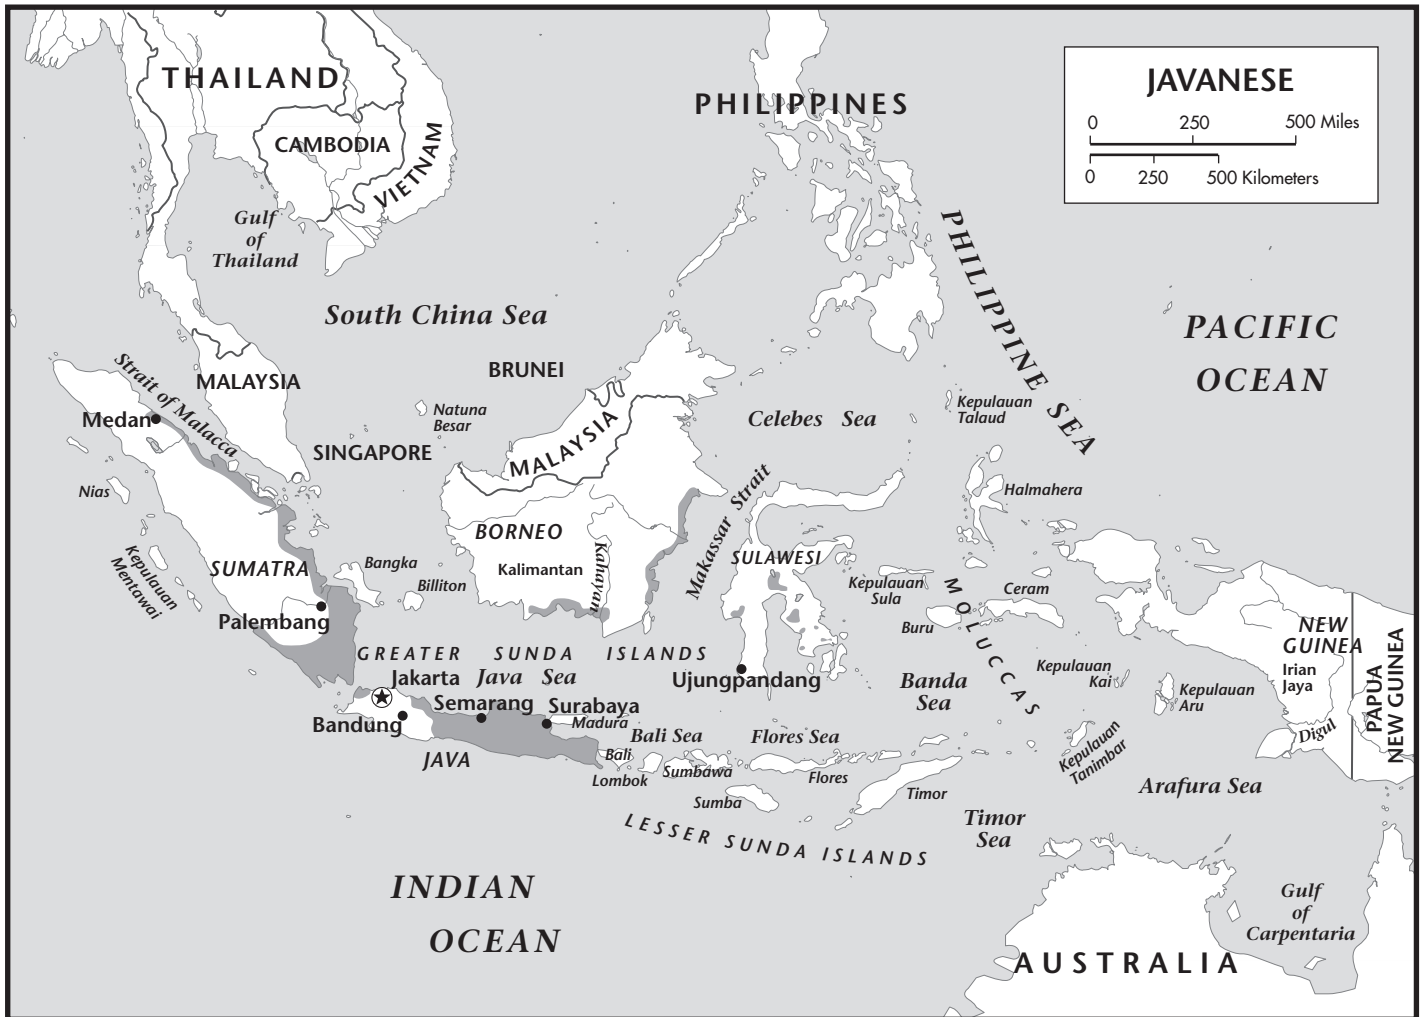 JAVANESE
0 250 500 Miles
0 250 500 Kilometers
THAILAND
CAMBODIA
VIETNAM
PHILIPPINES
Gulf
of
Thailand
South China Sea
PHILIPPINE SEA
PACIFIC
OCEAN
BRUNEI
MALAYSIA
Strait of Malacca
Medan
Natuna
Besar
SINGAPORE
MALAYSIA
Celebes Sea
Kepulauan
Talaud
Nias
Halmahera
Makassar Strait
BORNEO
Kalimantan
Kahayan
SULAWESI
SUMATRA
Bangka
Billiton
Kepulauan
Mentawai
Palembang
Kepulauan
Sula
MOLUCCAS
Ceram
Buru
NEW
GUINEA
Irian
Jaya
PAPUA
NEW GUINEA
GREATER SUNDA ISLANDS
Jakarta
Java Sea
Ujungpandang
Banda
Sea
Kepulauan
Kai
Kepulauan
Aru
Semarang
Surabaya
Bandung
Madura
Bali Sea
Flores Sea
Digul
Kepulauan
Tanimbar
JAVA
Bali
Lombok
Sumbawa
Flores
Sumba
Timor
Arafura Sea
Timor
Sea
LESSER SUNDA ISLANDS
INDIAN
OCEAN
Gulf
of
Carpentaria
AUSTRALIA